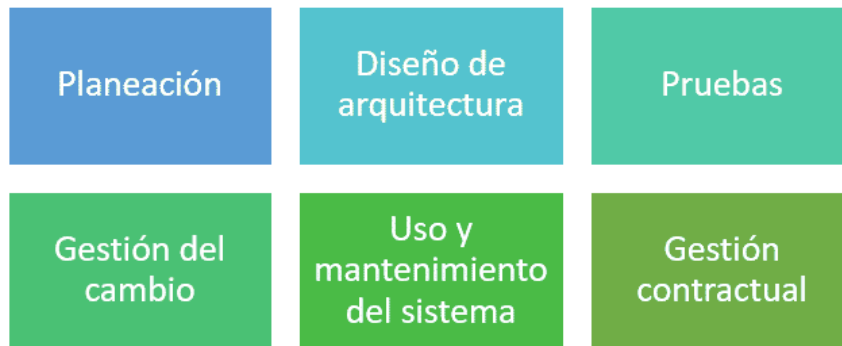 Planeación
Diseño de
arquitectura
Pruebas
Gestión del
cambio
Uso y
mantenimiento
del sistema
Gestión
contractual